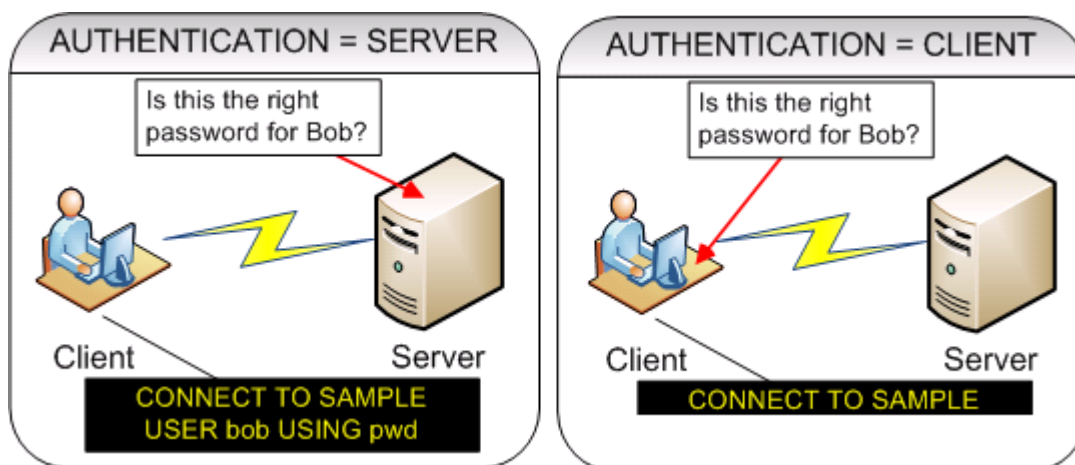 AUTHENTICATION = SERVER
Is this the right
password for Bob?
Client
Server
CONNECT TO SAMPLE
USER bob USING pwd
AUTHENTICATION = CLIENT
Is this the right
password for Bob?
Client
Server
CONNECT TO SAMPLE